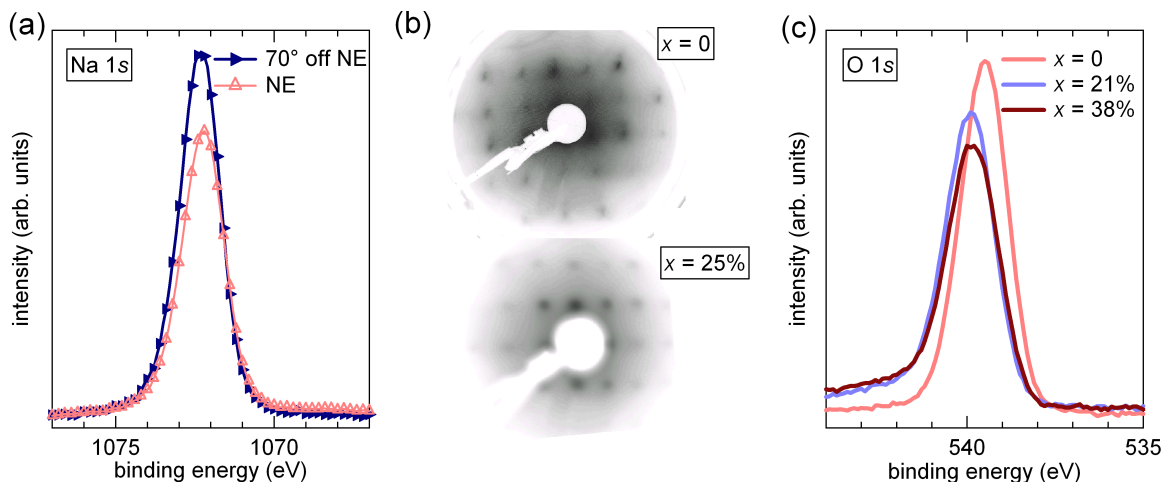 (a)
Na 1s
70° off NE
NE
intensity (arb. units)
1075
1070
binding energy (eV)
(b)
x = 0
x = 25%
(c)
O 1s
x = 0
x = 21%
x = 38%
intensity (arb. units)
540
535
binding energy (eV)